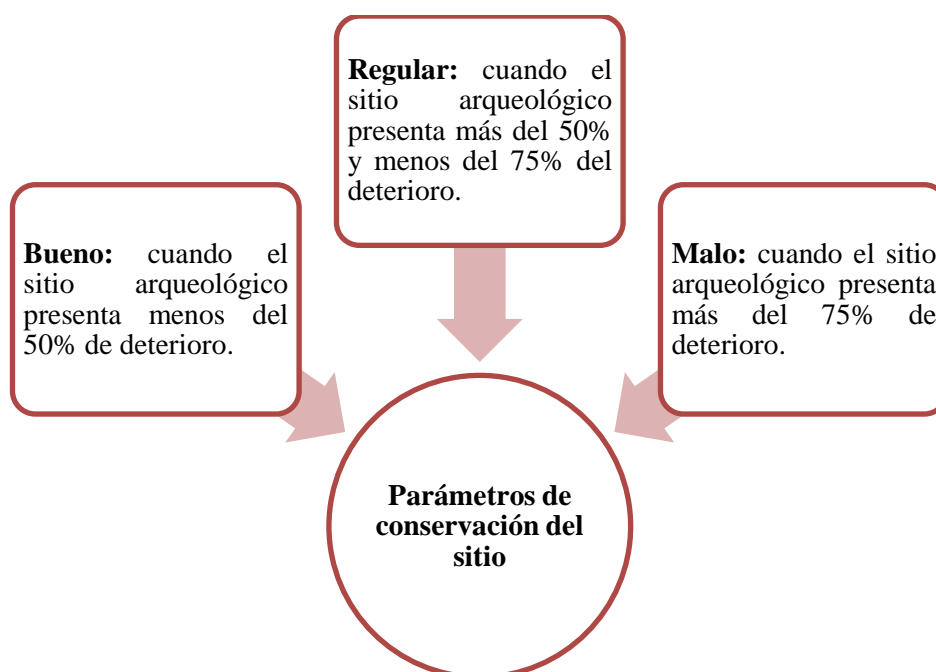 Regular: cuando el
sitio arqueológico
presenta más del 50%
y menos del 75% del
deterioro.
Bueno: cuando el
sitio arqueológico
presenta menos del
50% de deterioro.
Malo: cuando el sitio
arqueológico presenta
más del 75% de
deterioro.
Parámetros de
conservación del
sitio